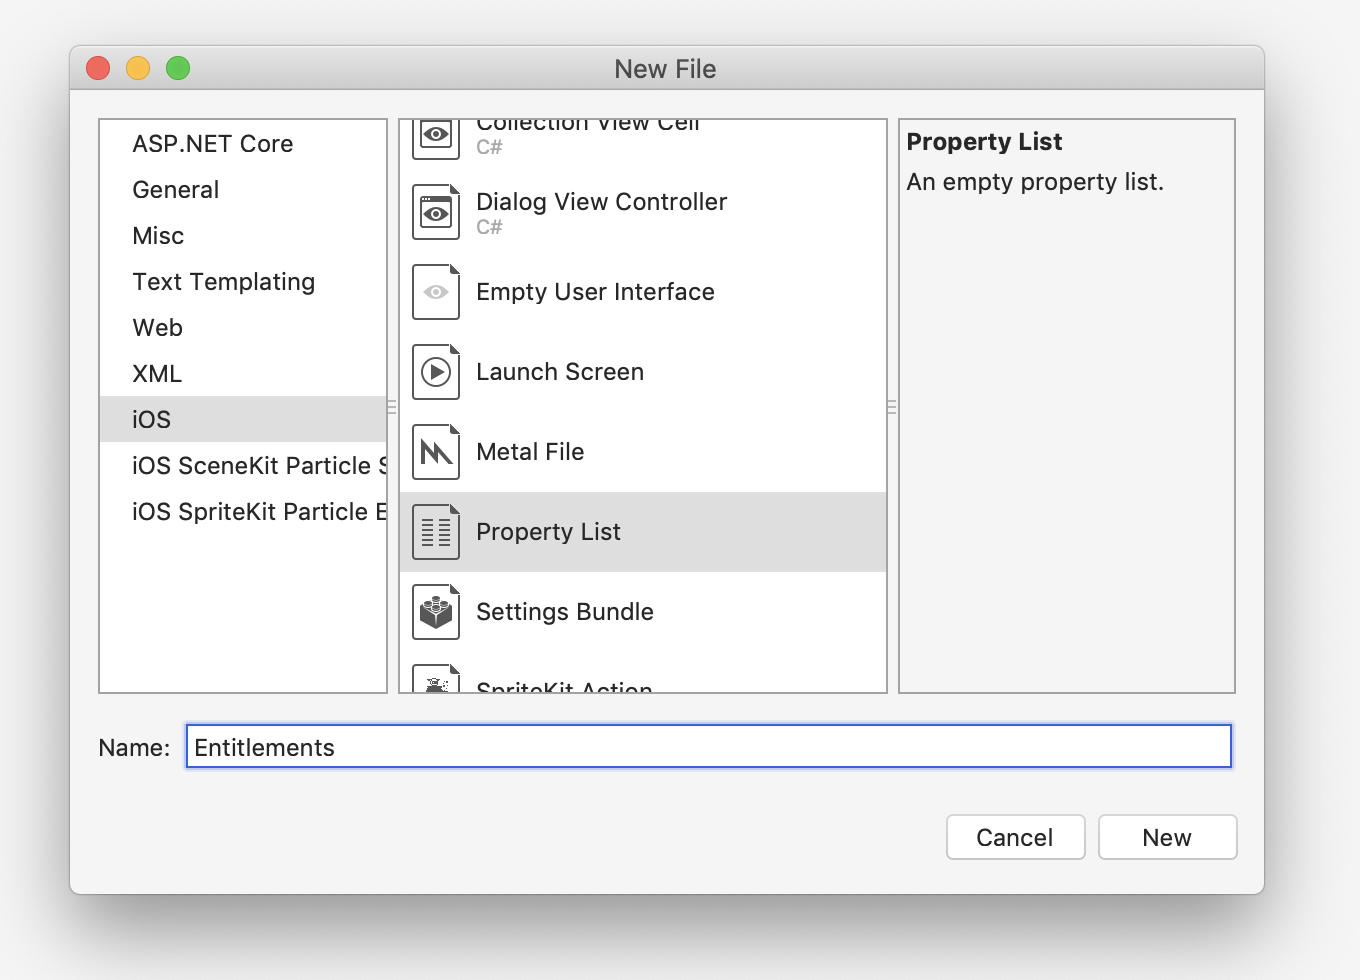 New File
ASP.NET Core
General
Misc
Text Templating
Web
XML
iOS
iOS SceneKit Particle S
iOS SpriteKit Particle E
Collection View Cell
C#
Dialog View Controller
C#
Empty User Interface
Launch Screen
Metal File
Property List
Settings Bundle
SpriteKit Action
Property List
An empty property list.
Name:
Entitlements
Cancel
New